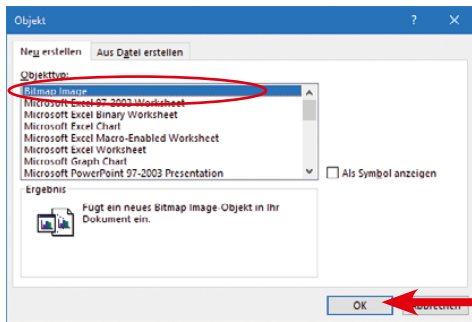 Objekt ? ×
Neu erstellen Aus Datei erstellen
Objekttyp:
Bitmap Image
Microsoft Excel 97-2003 Worksheet
Microsoft Excel Binary Worksheet
Microsoft Excel Chart
Microsoft Excel Macro-Enabled Worksheet
Microsoft Excel Worksheet
Microsoft Graph Chart
Microsoft PowerPoint 97-2003 Presentation
Als Symbol anzeigen
Ergebnis
Fügt ein neues Bitmap Image-Objekt in Ihr
Dokument ein.
OK Abbrechen